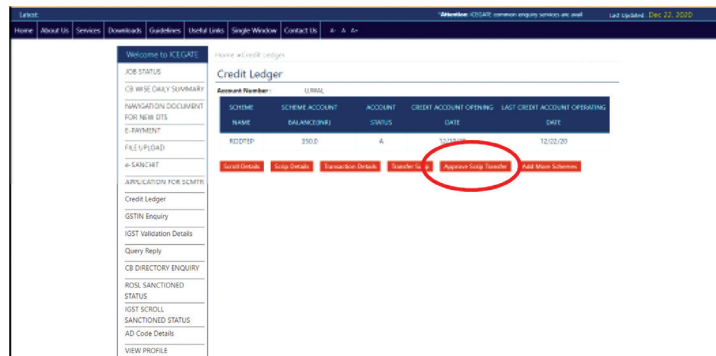 Latest:
*Attention: ICEGATE common enquiry services are avail
Last Updated: Dec 22, 2020
Home About Us Services Downloads Guidelines Useful Links Single Window Contact Us A- A A+
Welcome to ICEGATE
JOB STATUS
CB WISE DAILY SUMMARY
NAVIGATION DOCUMENT
FOR NEW DTS
E-PAYMENT
FILE UPLOAD
e-SANCHIT
APPLICATION FOR SCMTR
Credit Ledger
GSTIN Enquiry
IGST Validation Details
Query Reply
CB DIRECTORY ENQUIRY
ROSL SANCTIONED
STATUS
IGST SCROLL
SANCTIONED STATUS
AD Code Details
VIEW PROFILE
Home »Credit Ledger
Credit Ledger
Account Number :
SCHEME NAME SCHEME ACCOUNT BALANCE(INR) ACCOUNT STATUS CREDIT ACCOUNT OPENING DATE LAST CREDIT ACCOUNT OPERATING DATE
RODTEP 350.0 A 12/22/20
Scroll Details Scrip Details Transaction Details Transfer Scrip Approve Scrip Transfer Add More Schemes